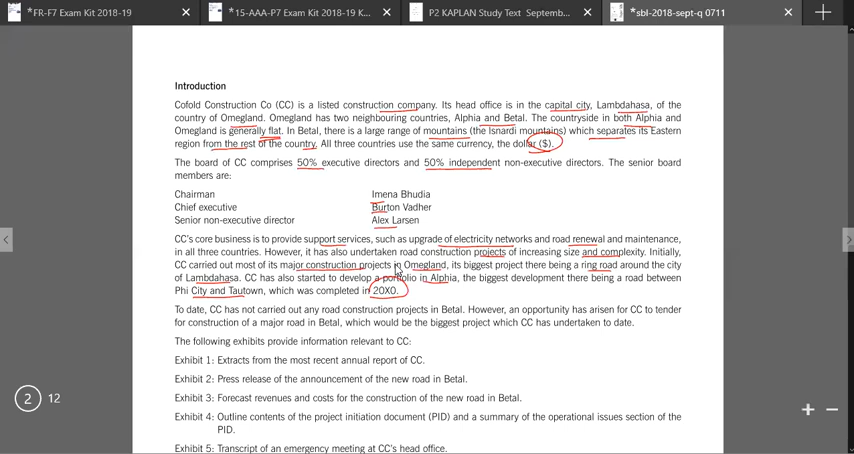 *FR-F7 Exam Kit 2018-19
*15-AAA-P7 Exam Kit 2018-19 K...
P2 KAPLAN Study Text Septemb...
*sbl-2018-sept-q 0711
Introduction
Cofold Construction Co (CC) is a listed construction company. Its head office is in the capital city, Lambdahasa, of the
country of Omegland. Omegland has two neighbouring countries, Alphia and Betal. The countryside in both Alphia and
Omegland is generally flat. In Betal, there is a large range of mountains (the Isnardi mountains) which separates its Eastern
region from the rest of the country. All three countries use the same currency, the dollar ($).
The board of CC comprises 50% executive directors and 50% independent non-executive directors. The senior board
members are:
Chairman Imena Bhudia
Chief executive Burton Vadher
Senior non-executive director Alex Larsen
CC's core business is to provide support services, such as upgrade of electricity networks and road renewal and maintenance,
in all three countries. However, it has also undertaken road construction projects of increasing size and complexity. Initially,
CC carried out most of its major construction projects in Omegland, its biggest project there being a ring road around the city
of Lambdahasa. CC has also started to develop a portfolio in Alphia, the biggest development there being a road between
Phi City and Tautown, which was completed in 20X0.
To date, CC has not carried out any road construction projects in Betal. However, an opportunity has arisen for CC to tender
for construction of a major road in Betal, which would be the biggest project which CC has undertaken to date.
The following exhibits provide information relevant to CC:
Exhibit 1: Extracts from the most recent annual report of CC.
Exhibit 2: Press release of the announcement of the new road in Betal.
Exhibit 3: Forecast revenues and costs for the construction of the new road in Betal.
Exhibit 4: Outline contents of the project initiation document (PID) and a summary of the operational issues section of the
PID.
Exhibit 5: Transcript of an emergency meeting at CC's head office.
2 12